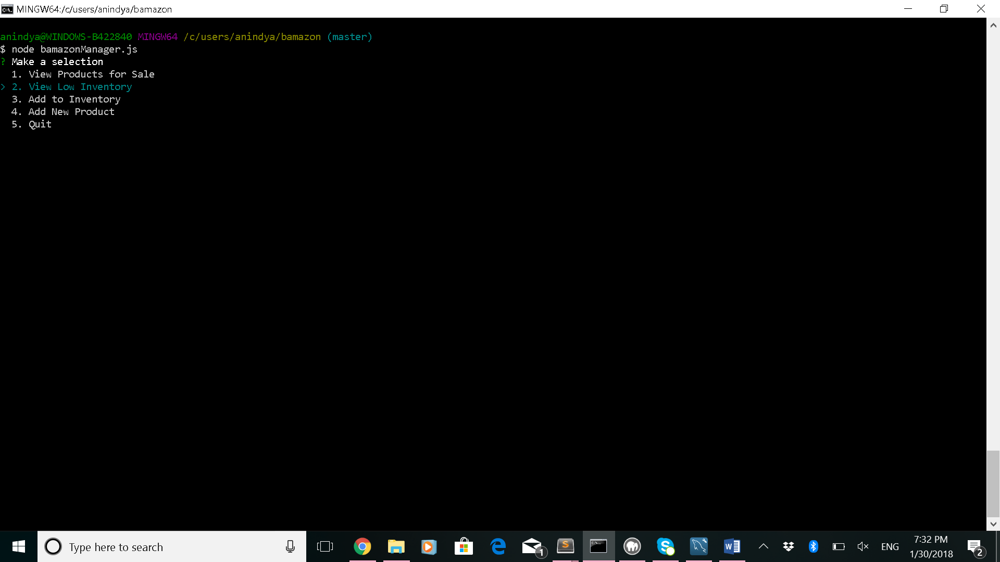 MINGW64:/c/users/anindya/bamazon
anindya@WINDOWS-B422840 MINGW64 /c/users/anindya/bamazon (master)
$ node bamazonManager.js
? Make a selection
1. View Products for Sale
> 2. View Low Inventory
3. Add to Inventory
4. Add New Product
5. Quit
Type here to search
1
ENG
7:32 PM
1/30/2018
2